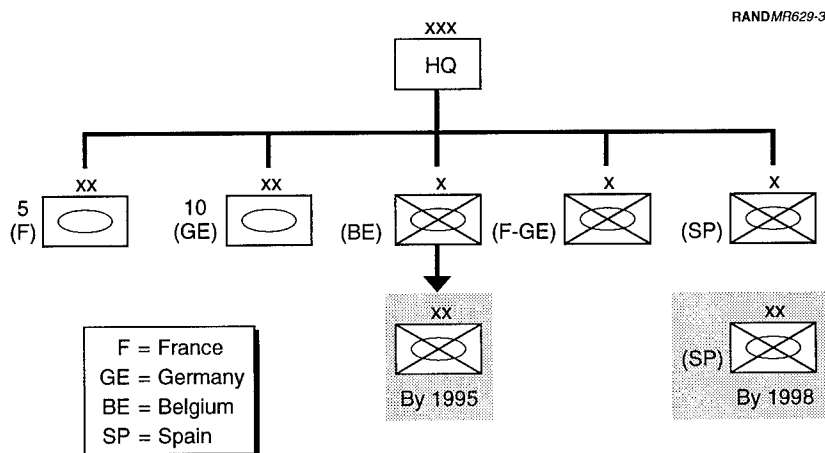 RANDMR629-3
xxx
HQ
xx
xx
x
x
x
5
(F)
10
(GE)
(BE)
(F-GE)
(SP)
xx
By 1995
xx
(SP)
By 1998
F = France
GE = Germany
BE = Belgium
SP = Spain